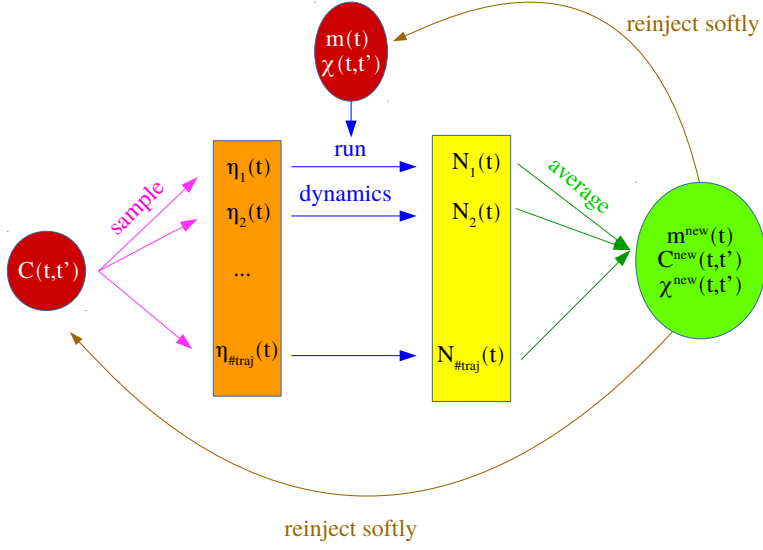 reinject softly
m(t)
χ(t,t')
sample
η₁(t)
run
N₁(t)
average
η₂(t)
dynamics
N₂(t)
C(t,t')
...
mⁿᵉʷ(t)
Cⁿᵉʷ(t,t')
χⁿᵉʷ(t,t')
η#traj(t)
N#traj(t)
reinject softly